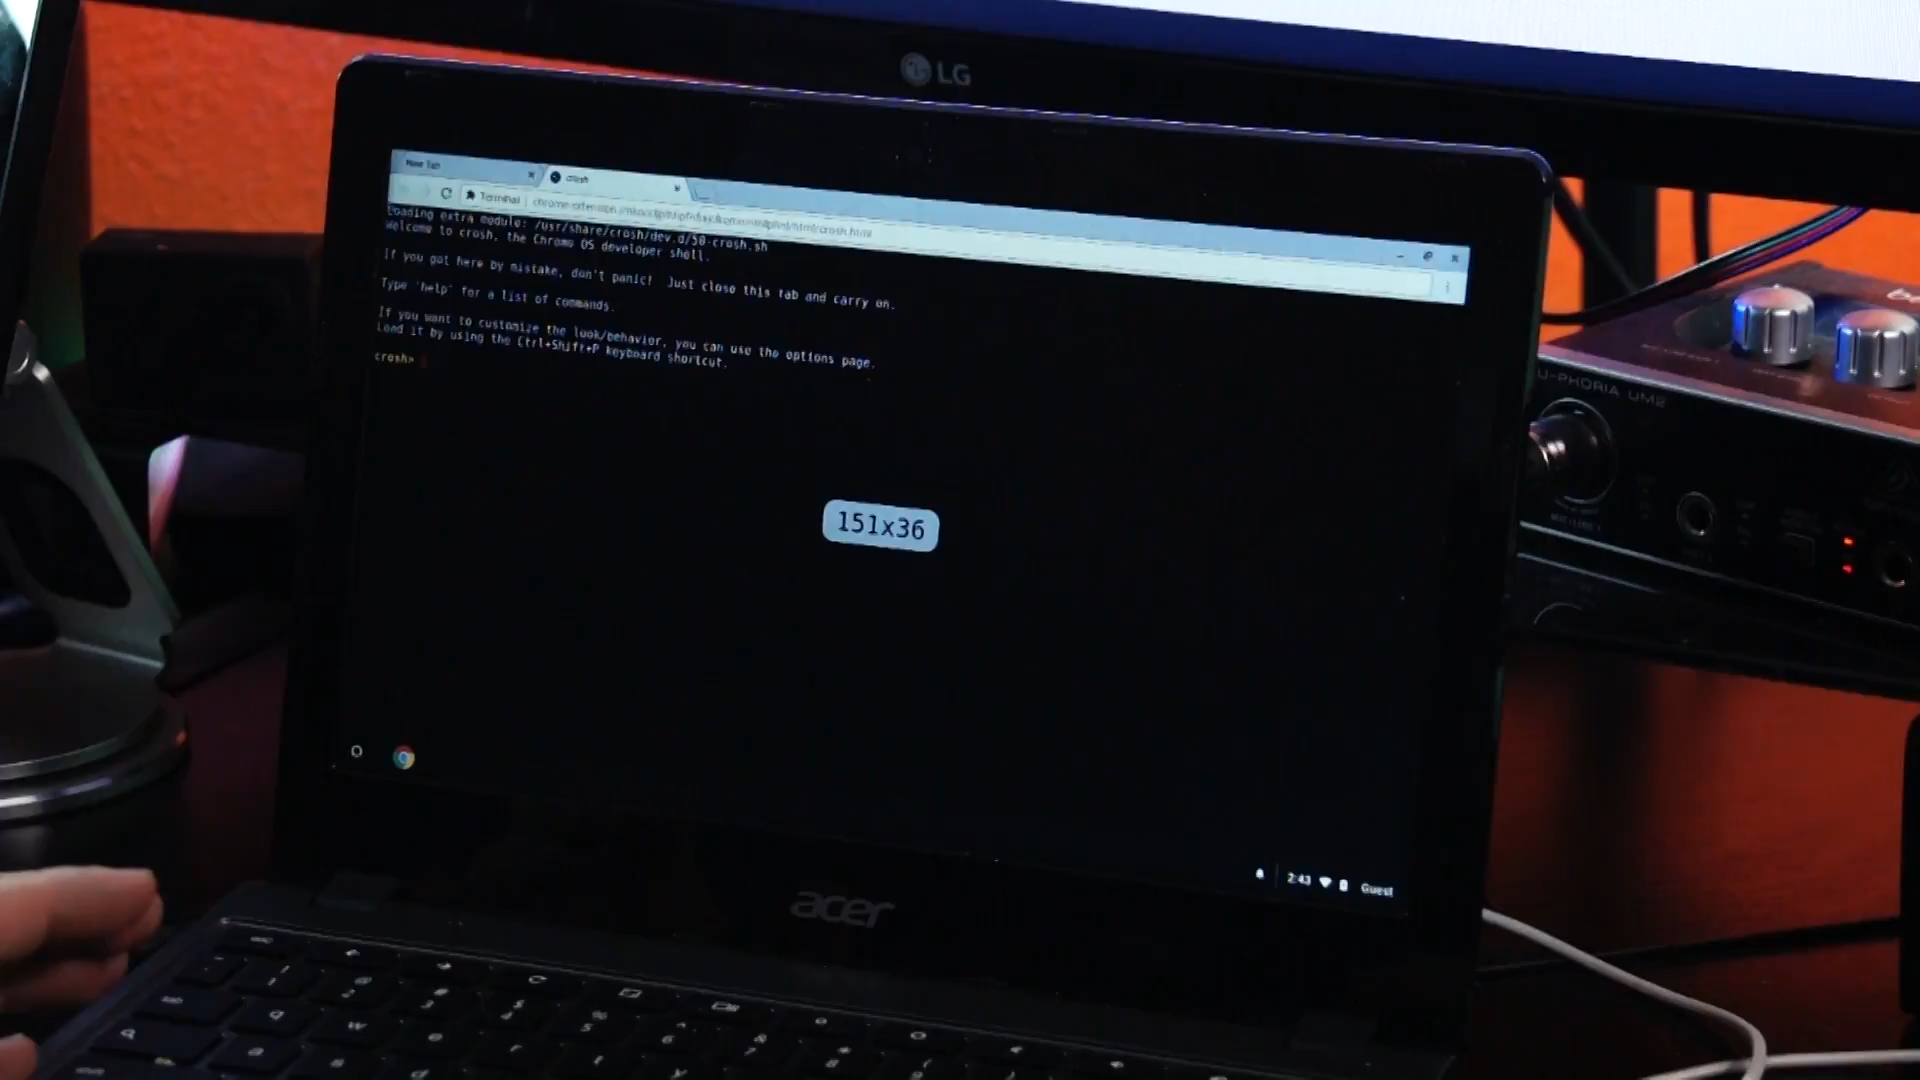 LG
New Tab
crosh
Terminal
Loading extra module: /usr/share/crosh/dev.d/50-crosh.sh
Welcome to crosh, the Chrome OS developer shell.
If you got here by mistake, don't panic! Just close this tab and carry on.
Type 'help' for a list of commands.
If you want to customize the look/behavior, you can use the options page.
Load it by using the Ctrl+Shift+P keyboard shortcut.
crosh>
151x36
U-PHORIA UM2
2:43
Guest
acer
tab
q
w
e
r
t
y
a